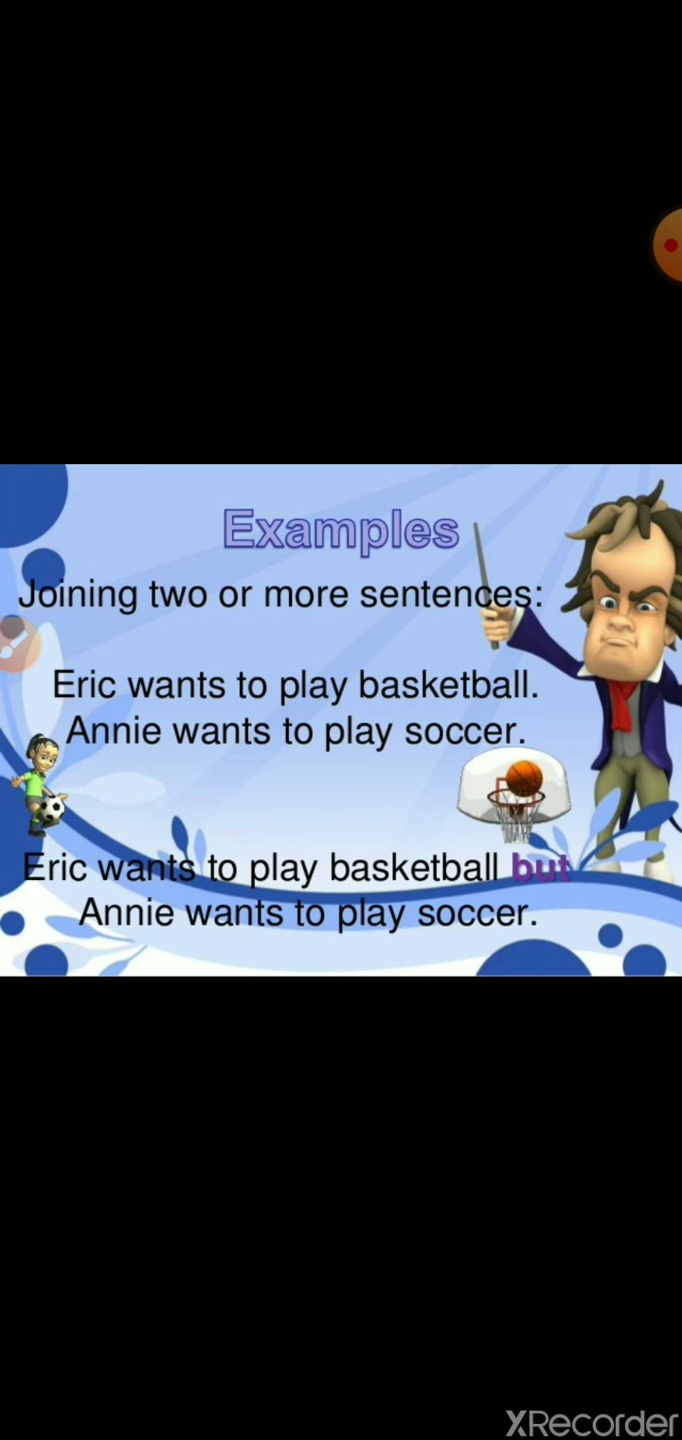 Examples
Joining two or more sentences:
Eric wants to play basketball.
Annie wants to play soccer.
Eric wants to play basketball but
Annie wants to play soccer.
XRecorder